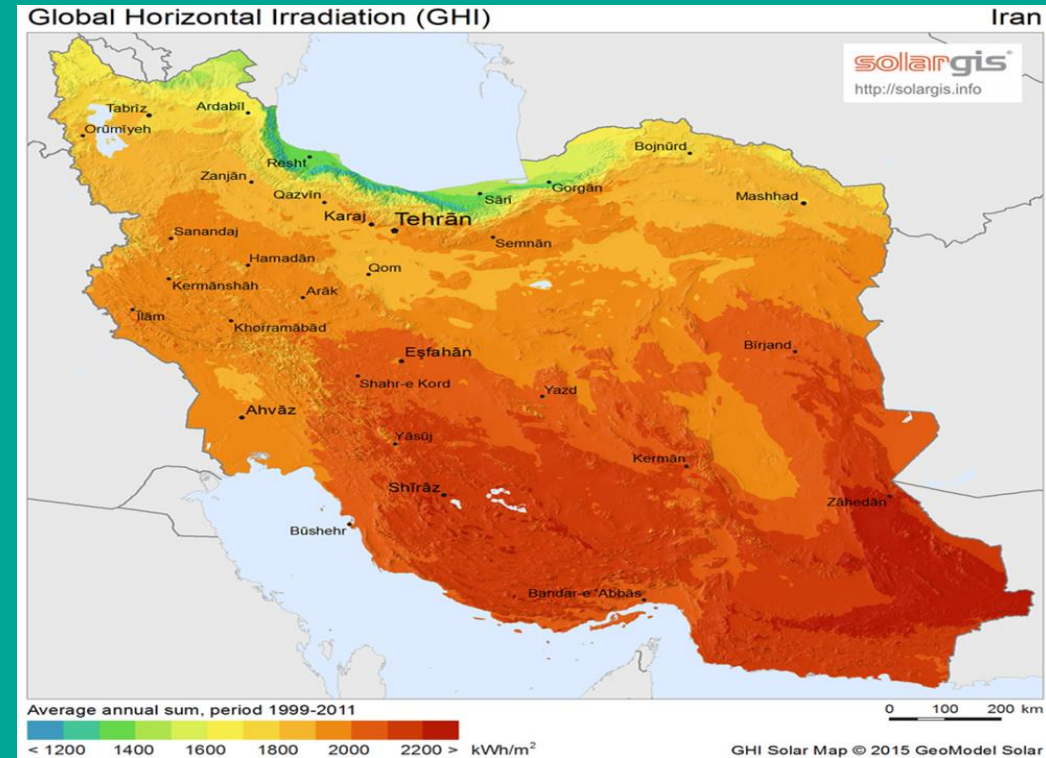 Global Horizontal Irradiation (GHI) Iran
solargis
http://solargis.info
Tabrīz
Ardabīl
Orūmīyeh
Resht
Bojnūrd
Zanjān
Gorgān
Qazvīn
Sārī
Mashhad
Karaj
Tehrān
Sanandaj
Semnān
Hamadān
Qom
Kermānshāh
Arāk
Īlām
Khorramābād
Bīrjand
Eşfahān
Shahr-e Kord
Yazd
Ahvāz
Yāsūj
Kermān
Shīrāz
Zāhedān
Būshehr
Bandar-e 'Abbās
Average annual sum, period 1999-2011
0 100 200 km
< 1200 1400 1600 1800 2000 2200 > kWh/m²
GHI Solar Map © 2015 GeoModel Solar